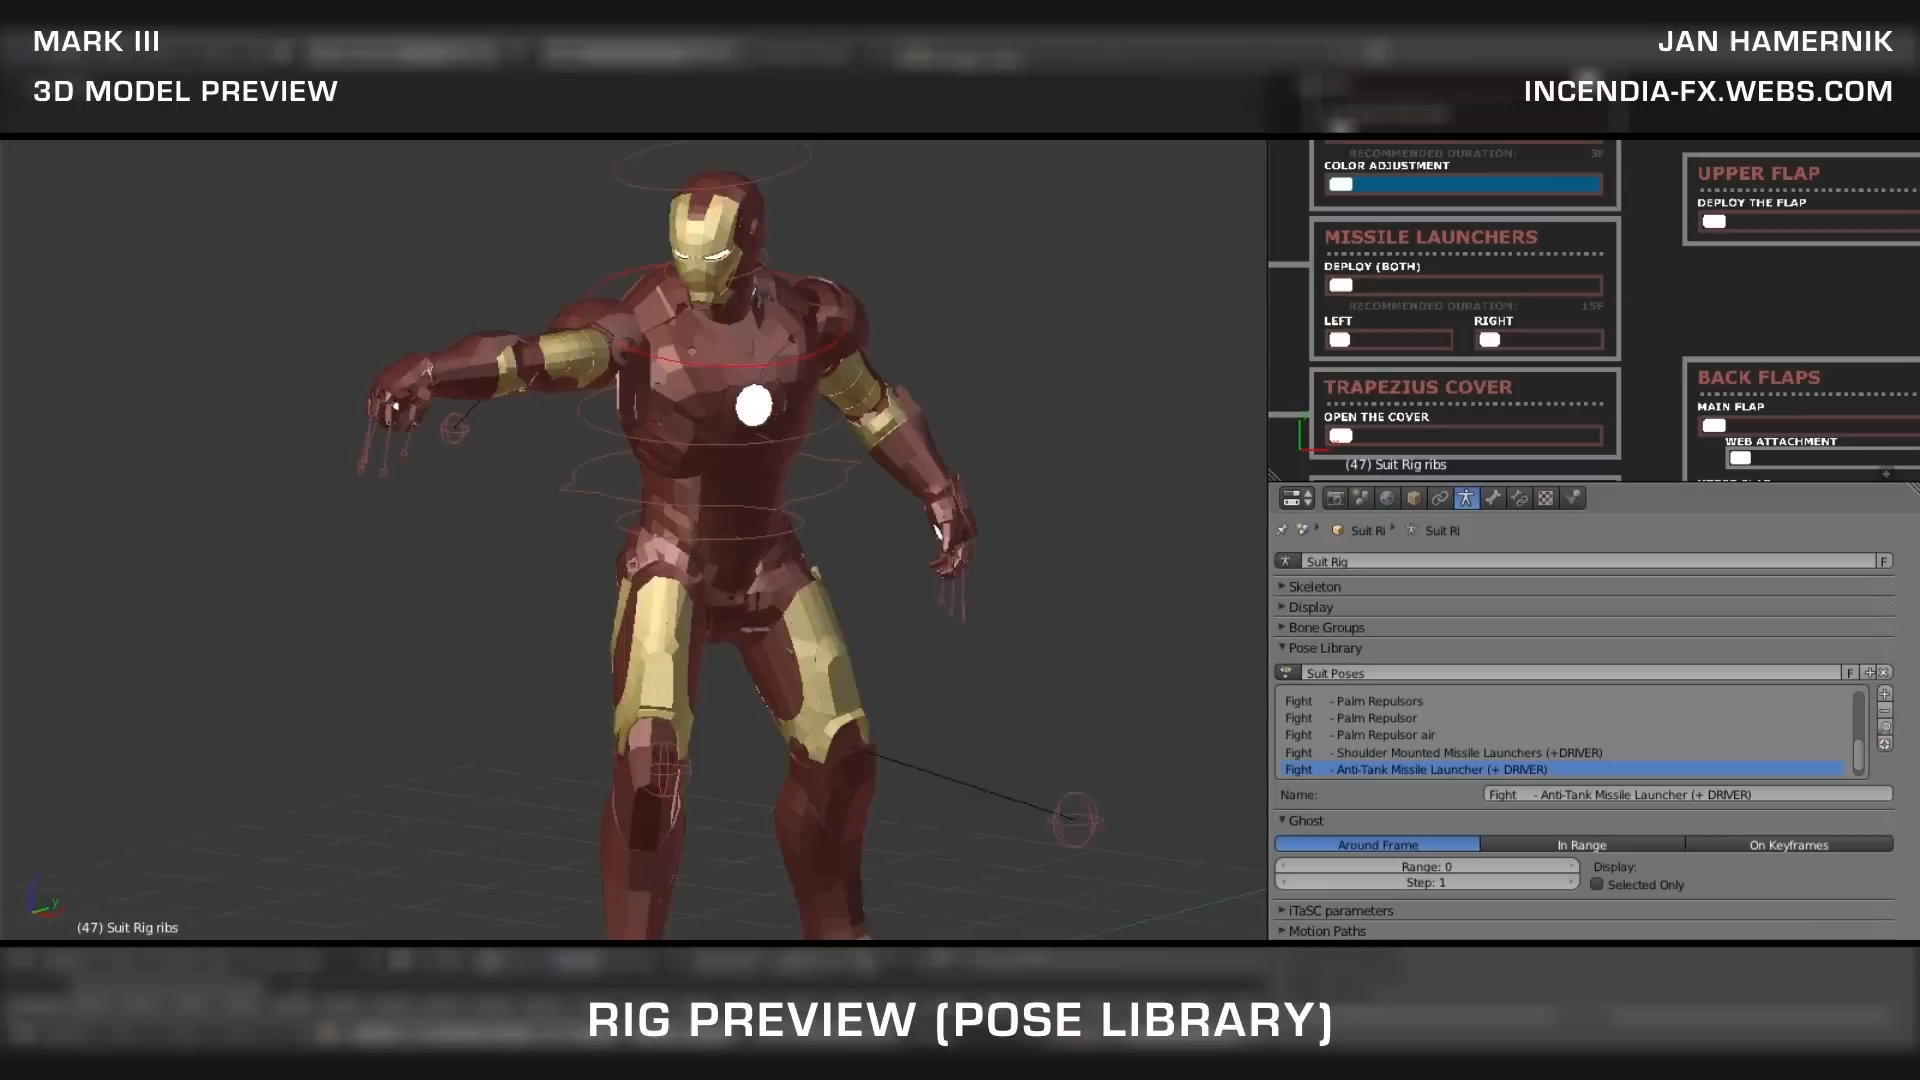 MARK III
3D MODEL PREVIEW
JAN HAMERNIK
INCENDIA-FX.WEBS.COM
RECOMMENDED DURATION: 3F
COLOR ADJUSTMENT
MISSILE LAUNCHERS
DEPLOY (BOTH)
RECOMMENDED DURATION: 15F
LEFT RIGHT
TRAPEZIUS COVER
OPEN THE COVER
(47) Suit Rig ribs
UPPER FLAP
DEPLOY THE FLAP
BACK FLAPS
MAIN FLAP
WEB ATTACHMENT
Suit Ri Suit Ri
Suit Rig F
Skeleton
Display
Bone Groups
Pose Library
Suit Poses F
Fight - Palm Repulsors
Fight - Palm Repulsor
Fight - Palm Repulsor air
Fight - Shoulder Mounted Missile Launchers (+DRIVER)
Fight - Anti-Tank Missile Launcher (+ DRIVER)
Name: Fight - Anti-Tank Missile Launcher (+ DRIVER)
Ghost
Around Frame In Range On Keyframes
Range: 0 Display:
Step: 1 Selected Only
iTaSC parameters
Motion Paths
y
(47) Suit Rig ribs
RIG PREVIEW (POSE LIBRARY)